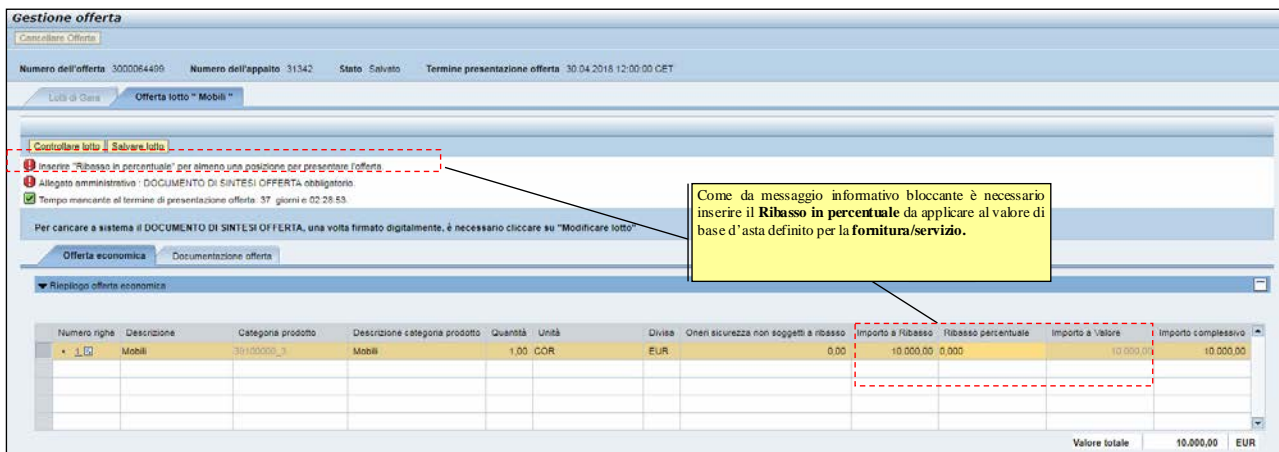 Gestione offerta
Cancellare Offerta
Numero dell'offerta 3000064499 Numero dell'appalto 31342 Stato Salvato Termine presentazione offerta 30.04.2018 12:00:00 CET
Lotti di Gara Offerta lotto " Mobili "
Controllare lotto Salvare lotto
Inserire "Ribasso in percentuale" per almeno una posizione per presentare l'offerta.
Allegato amministrativo : DOCUMENTO DI SINTESI OFFERTA obbligatorio.
Tempo mancante al termine di presentazione offerta: 37 giorni e 02:28:53.
Come da messaggio informativo bloccante è necessario
inserire il Ribasso in percentuale da applicare al valore di
base d'asta definito per la fornitura/servizio.
Per caricare a sistema il DOCUMENTO DI SINTESI OFFERTA, una volta firmato digitalmente, è necessario cliccare su "Modificare lotto"
Offerta economica Documentazione offerta
Riepilogo offerta economica
Numero righe Descrizione Categoria prodotto Descrizione categoria prodotto Quantità Unità Divisa Oneri sicurezza non soggetti a ribasso Importo a Ribasso Ribasso percentuale Importo a Valore Importo complessivo
1 Mobili 39100000_3 Mobili 1,00 COR EUR 0,00 10.000,00 0,000 10.000,00 10.000,00
Valore totale 10.000,00 EUR